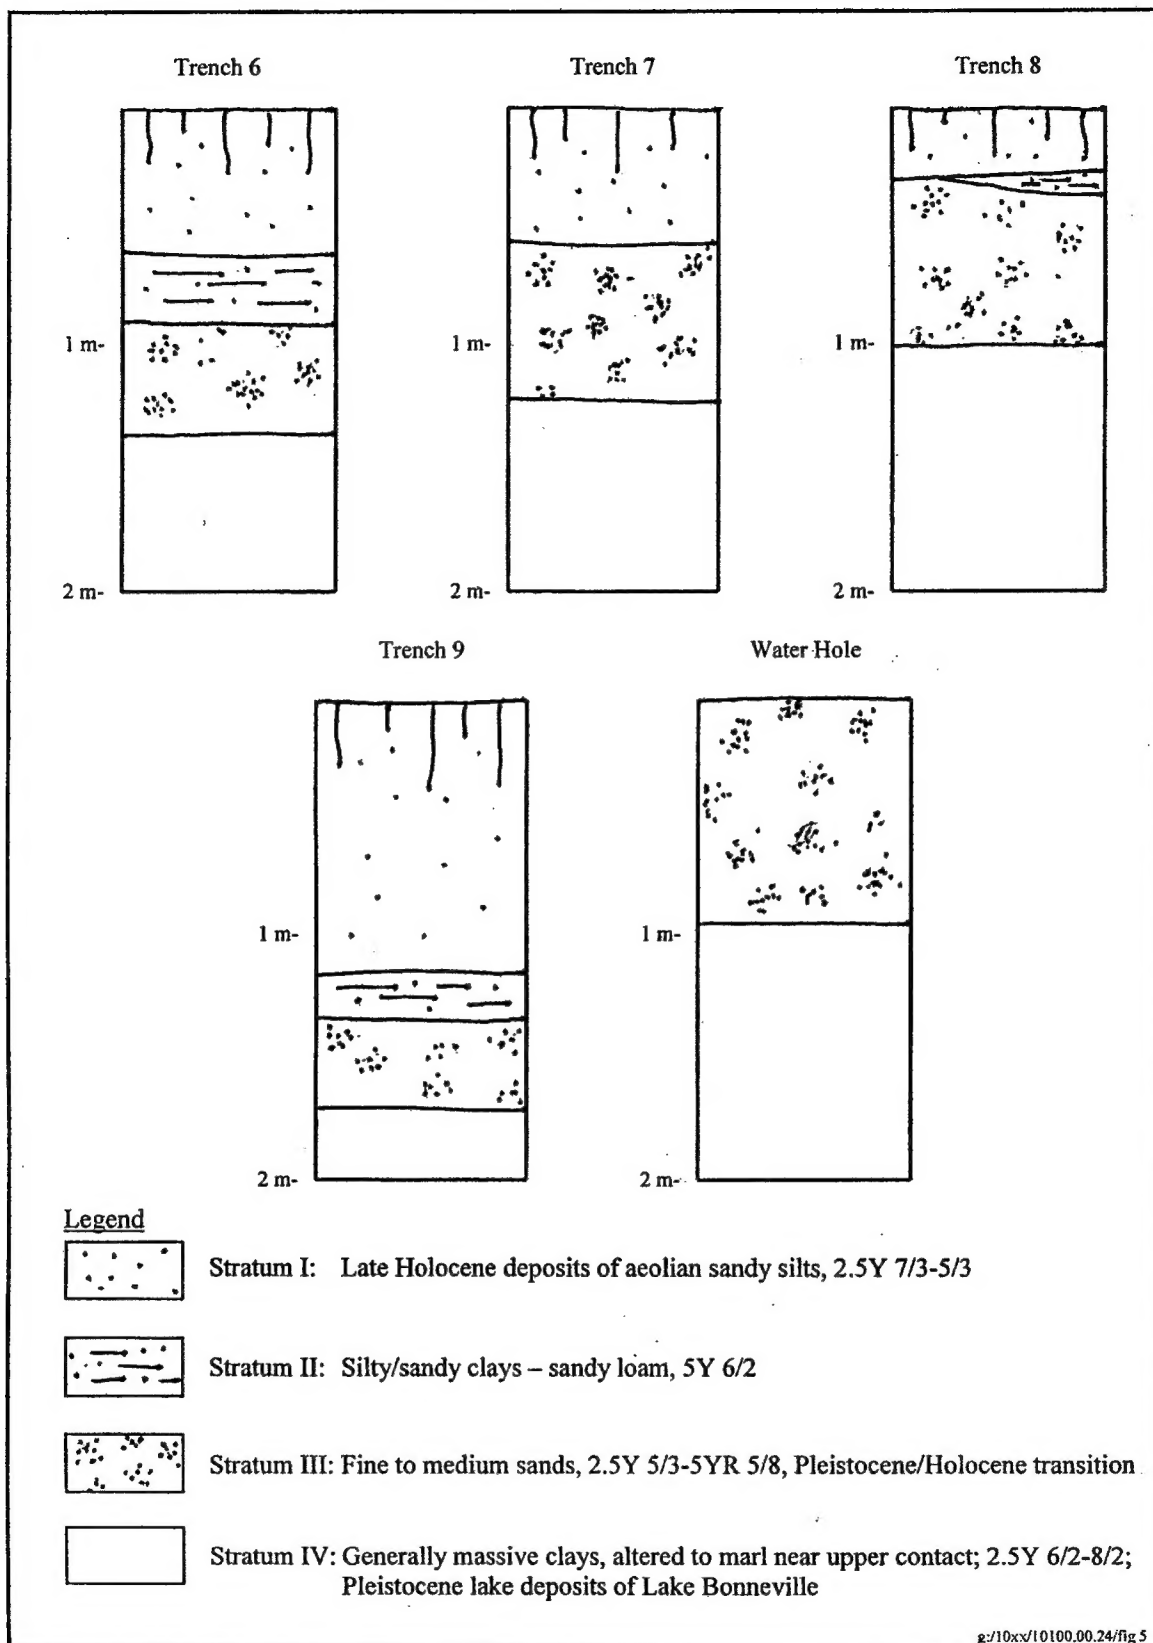 Trench 6
Trench 7
Trench 8
1 m-
1 m-
1 m-
2 m-
2 m-
2 m-
Trench 9
Water Hole
1 m-
1 m-
2 m-
2 m-
Legend
Stratum I: Late Holocene deposits of aeolian sandy silts, 2.5Y 7/3-5/3
Stratum II: Silty/sandy clays – sandy loam, 5Y 6/2
Stratum III: Fine to medium sands, 2.5Y 5/3-5YR 5/8, Pleistocene/Holocene transition
Stratum IV: Generally massive clays, altered to marl near upper contact; 2.5Y 6/2-8/2;
Pleistocene lake deposits of Lake Bonneville
g:/10xx/10100.00.24/fig 5